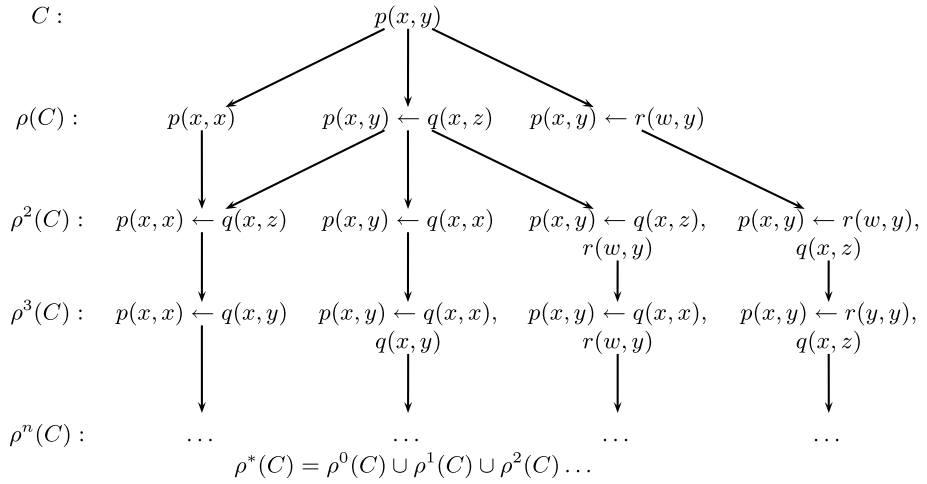 C : p(x, y)
ρ(C) : p(x, x) p(x, y) ← q(x, z) p(x, y) ← r(w, y)
ρ²(C) : p(x, x) ← q(x, z) p(x, y) ← q(x, x) p(x, y) ← q(x, z), p(x, y) ← r(w, y),
r(w, y) q(x, z)
ρ³(C) : p(x, x) ← q(x, y) p(x, y) ← q(x, x), p(x, y) ← q(x, x), p(x, y) ← r(y, y),
q(x, y) r(w, y) q(x, z)
ρⁿ(C) : ... ... ... ...
ρ*(C) = ρ⁰(C) ∪ ρ¹(C) ∪ ρ²(C) ...